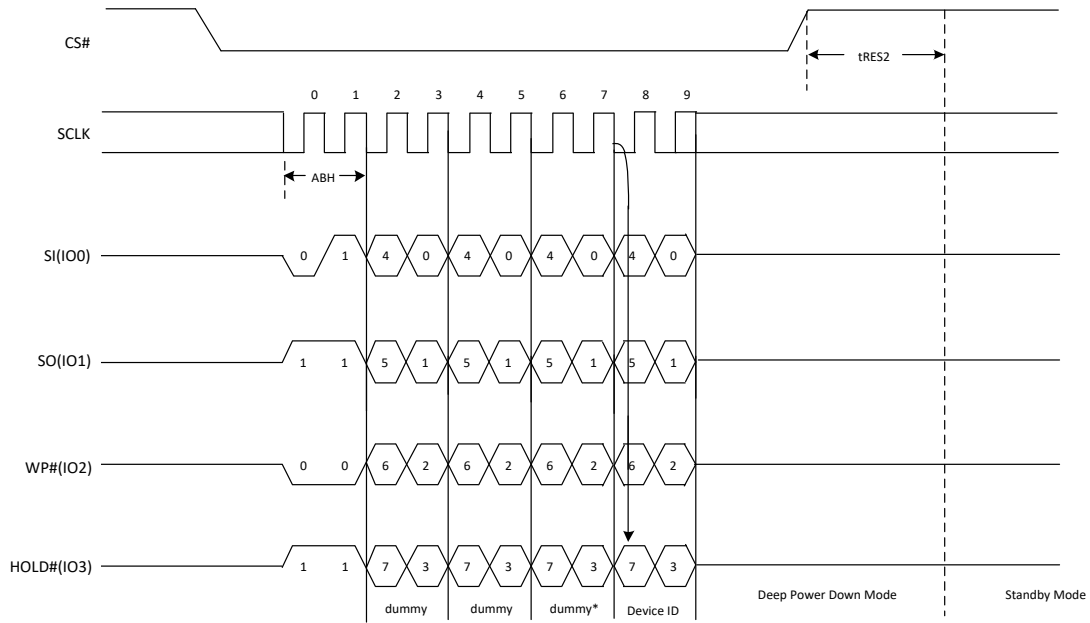 CS#
tRES2
0 1 2 3 4 5 6 7 8 9
SCLK
ABH
SI(IO0) 0 1 4 0 4 0 4 0 4 0
SO(IO1) 1 1 5 1 5 1 5 1 5 1
WP#(IO2) 0 0 6 2 6 2 6 2 6 2
HOLD#(IO3) 1 1 7 3 7 3 7 3 7 3
dummy dummy dummy* Device ID Deep Power Down Mode Standby Mode